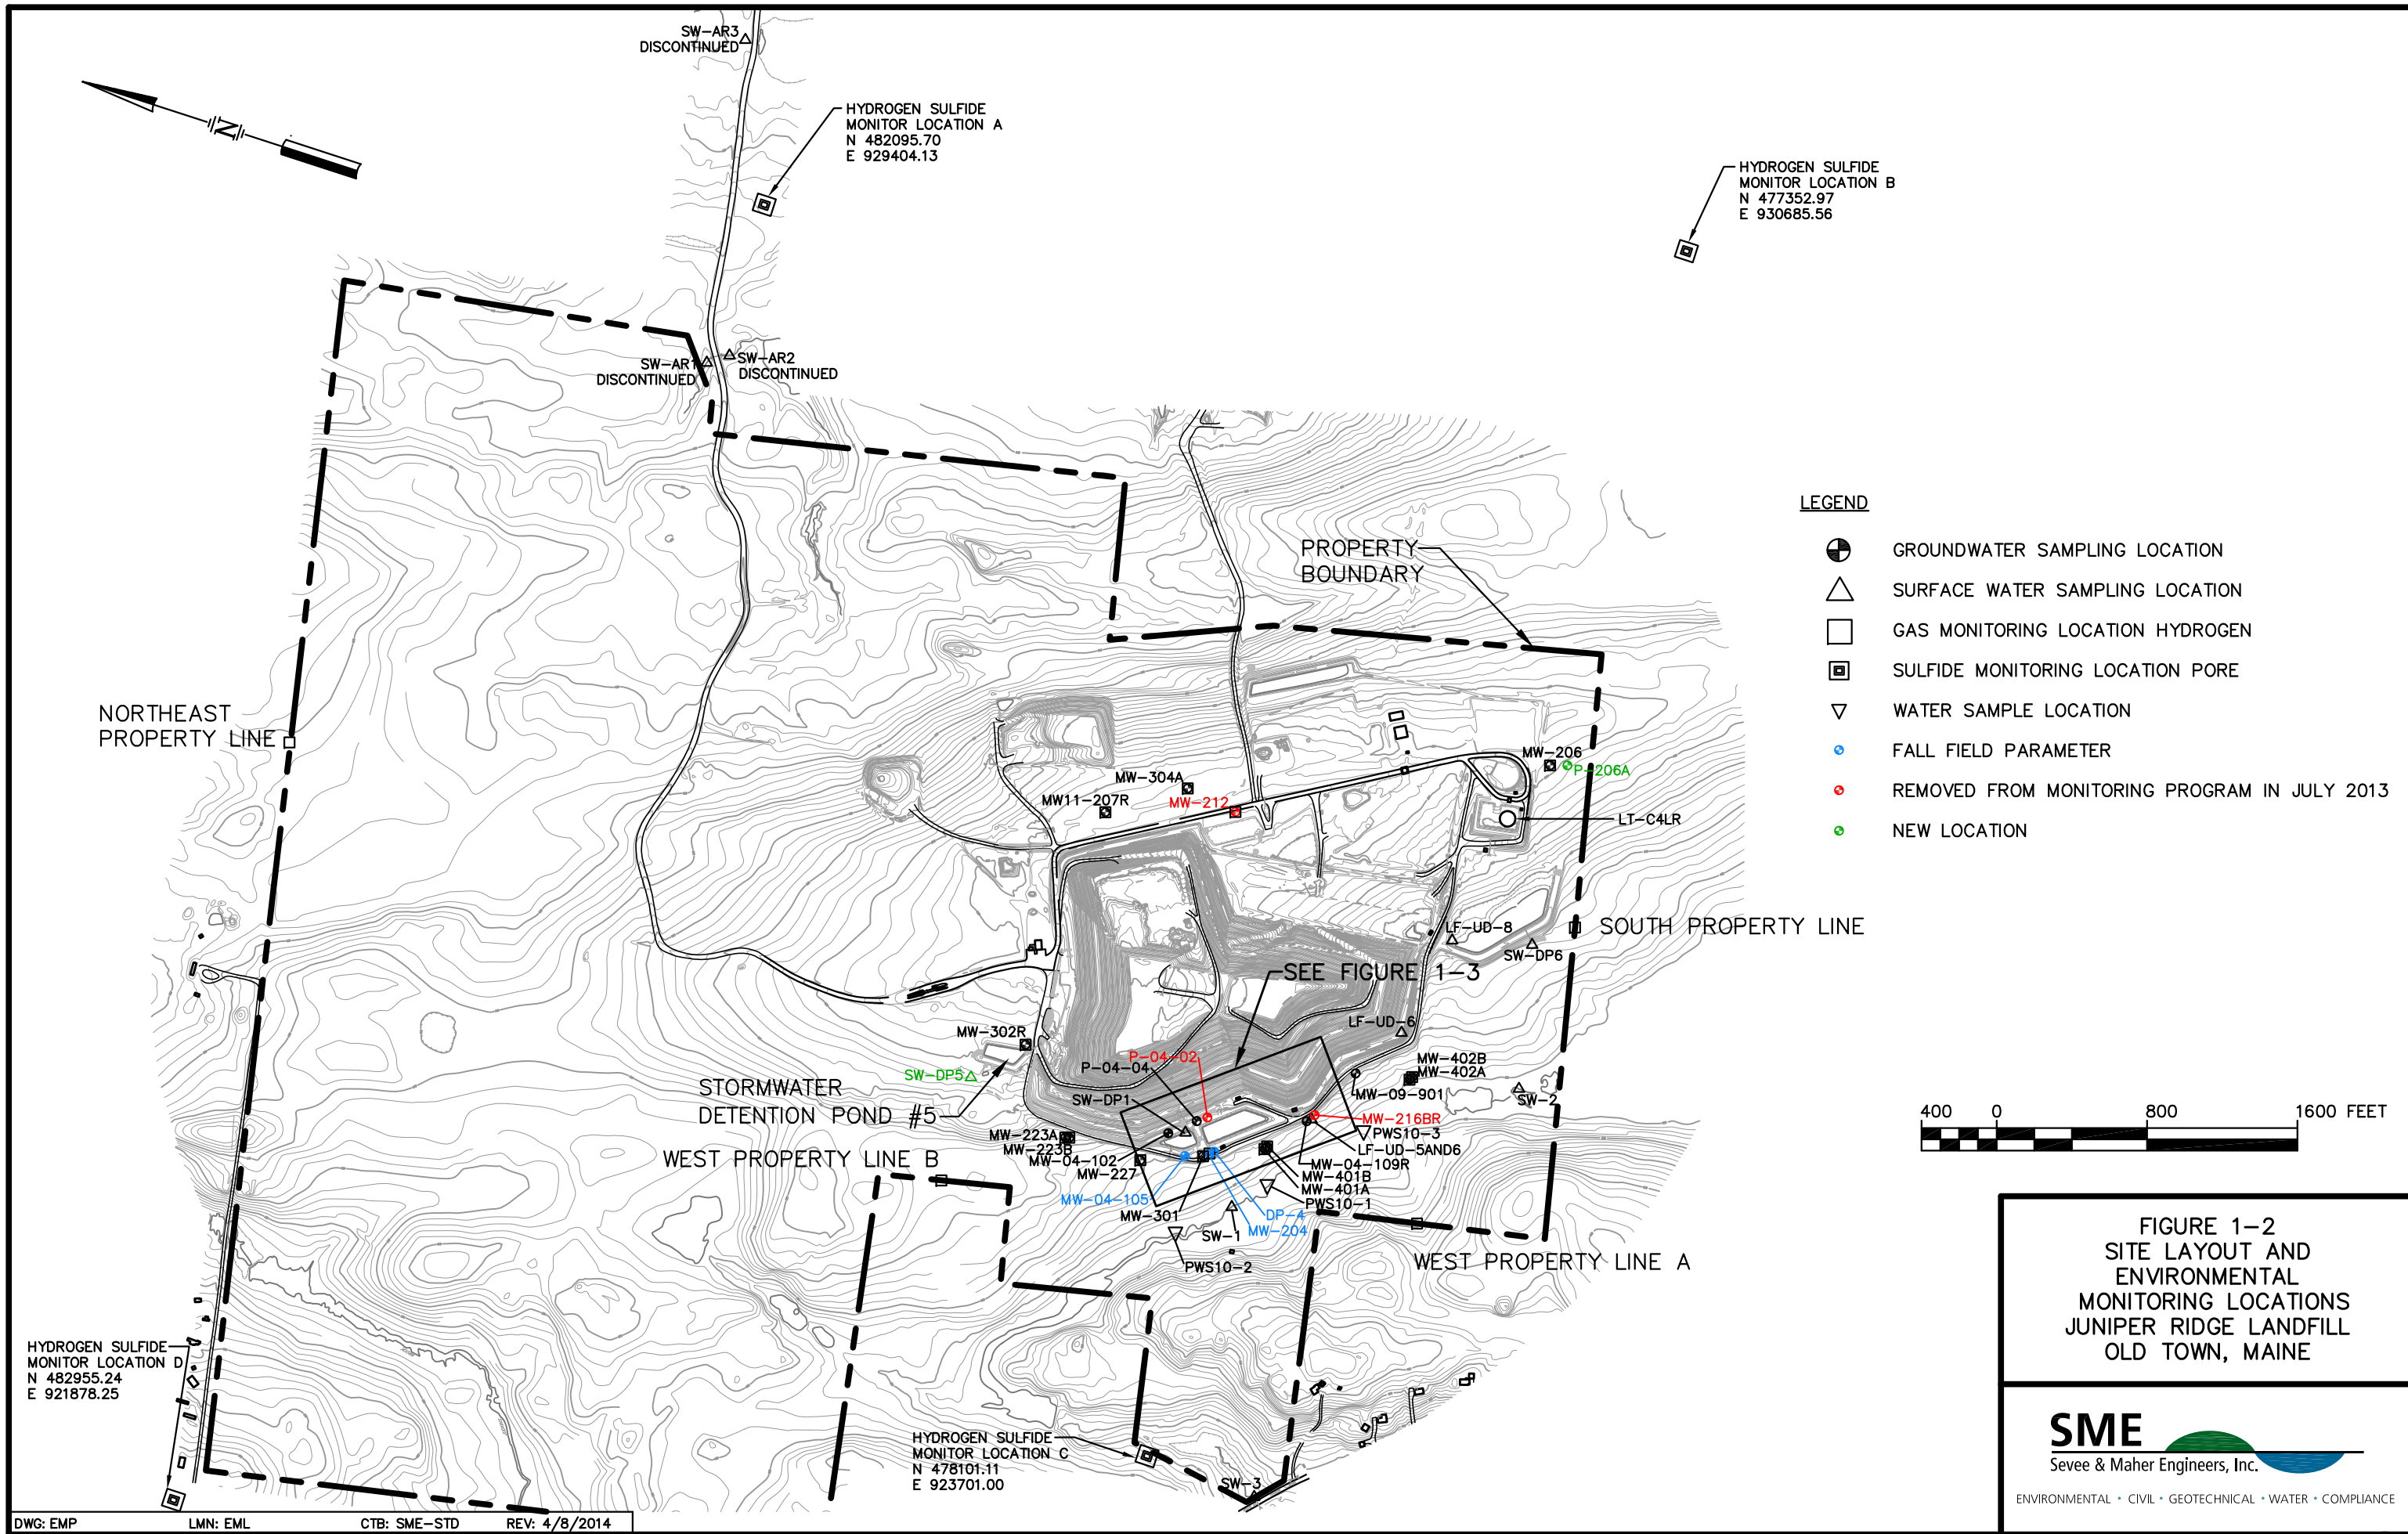 SW-AR3
DISCONTINUED
N
HYDROGEN SULFIDE
MONITOR LOCATION A
N 482095.70
E 929404.13
HYDROGEN SULFIDE
MONITOR LOCATION B
N 477352.97
E 930685.56
SW-AR1
DISCONTINUED
SW-AR2
DISCONTINUED
PROPERTY
BOUNDARY
LEGEND
GROUNDWATER SAMPLING LOCATION
SURFACE WATER SAMPLING LOCATION
GAS MONITORING LOCATION HYDROGEN
SULFIDE MONITORING LOCATION PORE
WATER SAMPLE LOCATION
FALL FIELD PARAMETER
REMOVED FROM MONITORING PROGRAM IN JULY 2013
NEW LOCATION
NORTHEAST
PROPERTY LINE
MW-206
P-206A
MW-304A
MW11-207R
MW-212
LT-C4LR
LF-UD-8
SOUTH PROPERTY LINE
SW-DP6
SEE FIGURE 1-3
LF-UD-6
MW-302R
P-04-02
P-04-04
SW-DP5
MW-402B
MW-402A
STORMWATER
DETENTION POND #5
SW-DP1
MW-09-901
SW-2
MW-216BR
PWS10-3
LF-UD-5AND6
MW-223A
MW-223B
MW-04-102
MW-227
WEST PROPERTY LINE B
MW-04-109R
MW-401B
MW-401A
PWS10-1
MW-04-105
MW-301
DP-4
MW-204
SW-1
PWS10-2
WEST PROPERTY LINE A
400 0 800 1600 FEET
HYDROGEN SULFIDE
MONITOR LOCATION D
N 482955.24
E 921878.25
HYDROGEN SULFIDE
MONITOR LOCATION C
N 478101.11
E 923701.00
SW-3
FIGURE 1-2
SITE LAYOUT AND
ENVIRONMENTAL
MONITORING LOCATIONS
JUNIPER RIDGE LANDFILL
OLD TOWN, MAINE
SME
Sevee & Maher Engineers, Inc.
ENVIRONMENTAL • CIVIL • GEOTECHNICAL • WATER • COMPLIANCE
DWG: EMP LMN: EML CTB: SME-STD REV: 4/8/2014